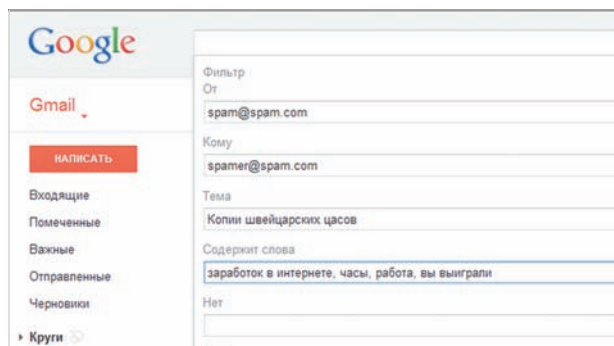 Google
Gmail
НАПИСАТЬ
Входящие
Помеченные
Важные
Отправленные
Черновики
Круги
Фильтр
От
spam@spam.com
Кому
spamer@spam.com
Тема
Копии швейцарских цасов
Содержит слова
заработок в интернете, часы, работа, вы выиграли
Нет